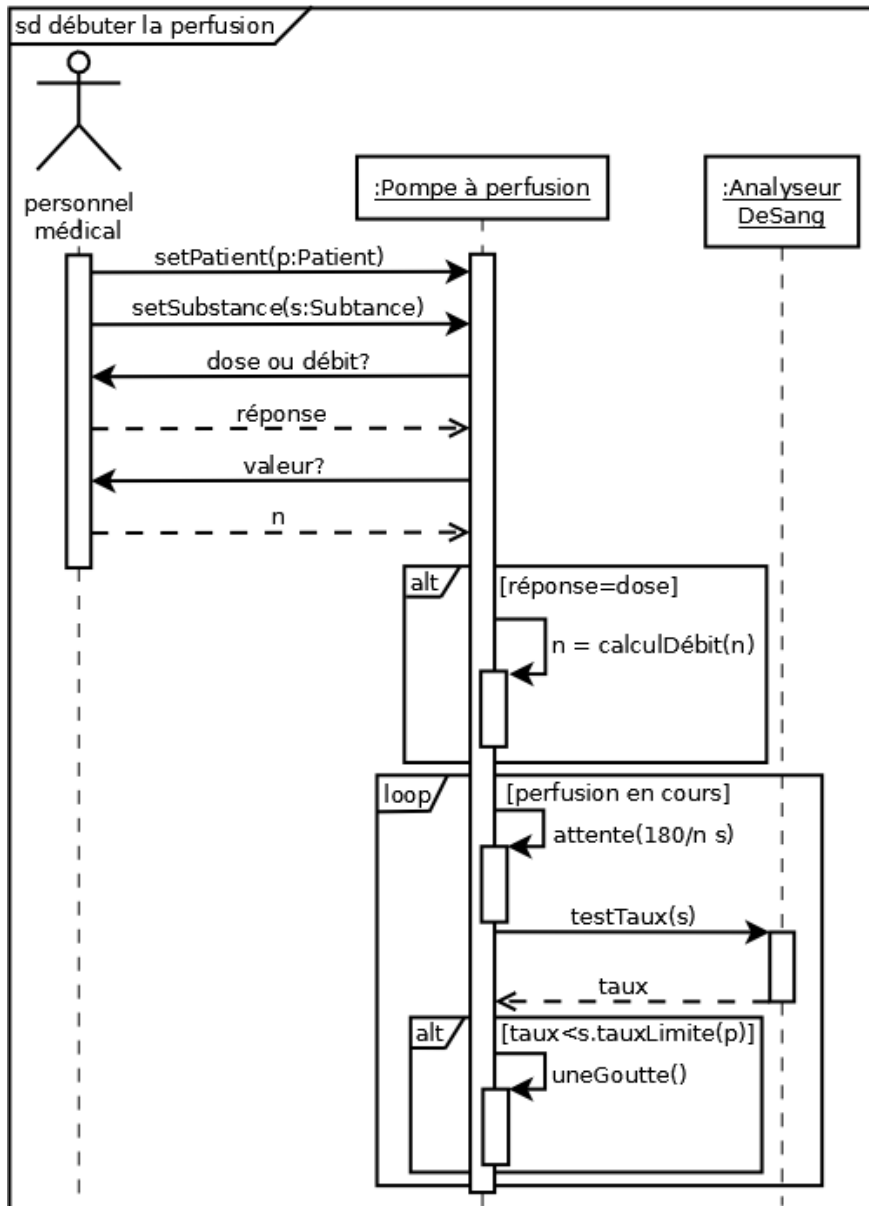 sd débuter la perfusion
personnel
médical
:Pompe à perfusion
:Analyseur
DeSang
setPatient(p:Patient)
setSubstance(s:Subtance)
dose ou débit?
réponse
valeur?
n
alt
[réponse=dose]
n = calculDébit(n)
loop
[perfusion en cours]
attente(180/n s)
testTaux(s)
taux
alt
[taux<s.tauxLimite(p)]
uneGoutte()